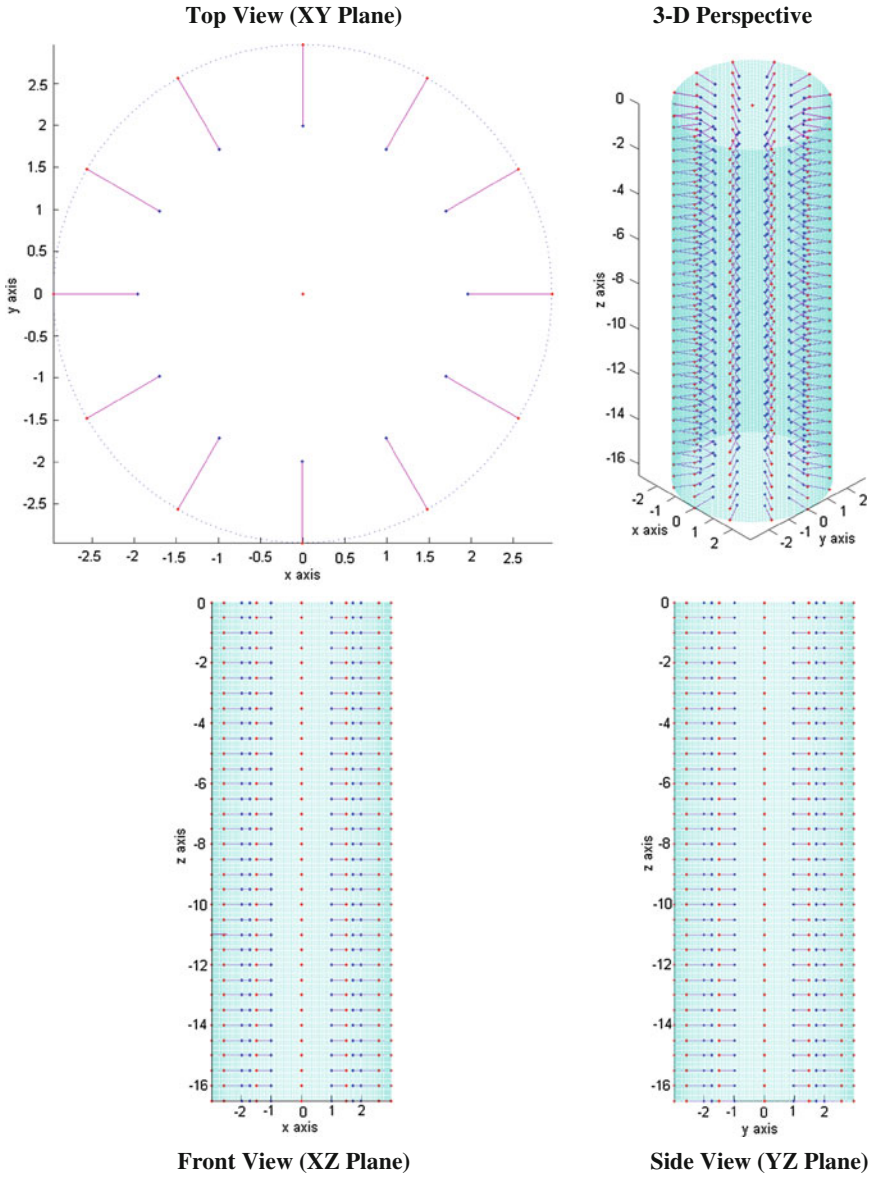 Top View (XY Plane)
3-D Perspective
2.5
2
1.5
1
0.5
0
-0.5
-1
-1.5
-2
-2.5
y axis
-2.5 -2 -1.5 -1 -0.5 0 0.5 1 1.5 2 2.5
x axis
0
-2
-4
-6
-8
-10
-12
-14
-16
z axis
-2 -1 0 1 2
x axis
-2 -1 0 1 2
y axis
0
-2
-4
-6
-8
-10
-12
-14
-16
z axis
-2 -1 0 1 2
x axis
0
-2
-4
-6
-8
-10
-12
-14
-16
z axis
-2 -1 0 1 2
y axis
Front View (XZ Plane)
Side View (YZ Plane)